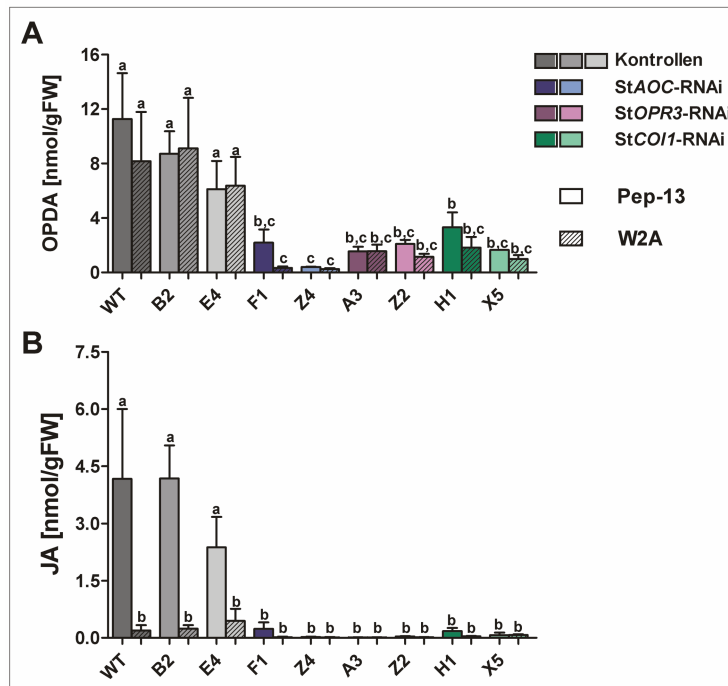 A
OPDA [nmol/gFW]
16
12
8
4
0
a
a
a
a
a
a
b,c
c
c
c
b,c
b,c
b,c
b,c
b
b,c
b,c
b,c
WT
B2
E4
F1
Z4
A3
Z2
H1
X5
Kontrollen
StAOC-RNAi
StOPR3-RNAi
StCOI1-RNAi
Pep-13
W2A
B
JA [nmol/gFW]
7.5
6.0
4.5
3.0
1.5
0.0
a
b
a
b
a
b
b
b
b
b
b
b
b
b
b
b
b
b
WT
B2
E4
F1
Z4
A3
Z2
H1
X5